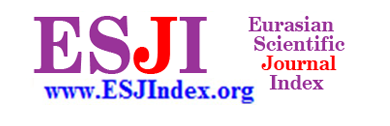 ESJI
www.ESJIndex.org
Eurasian
Scientific
Journal
Index